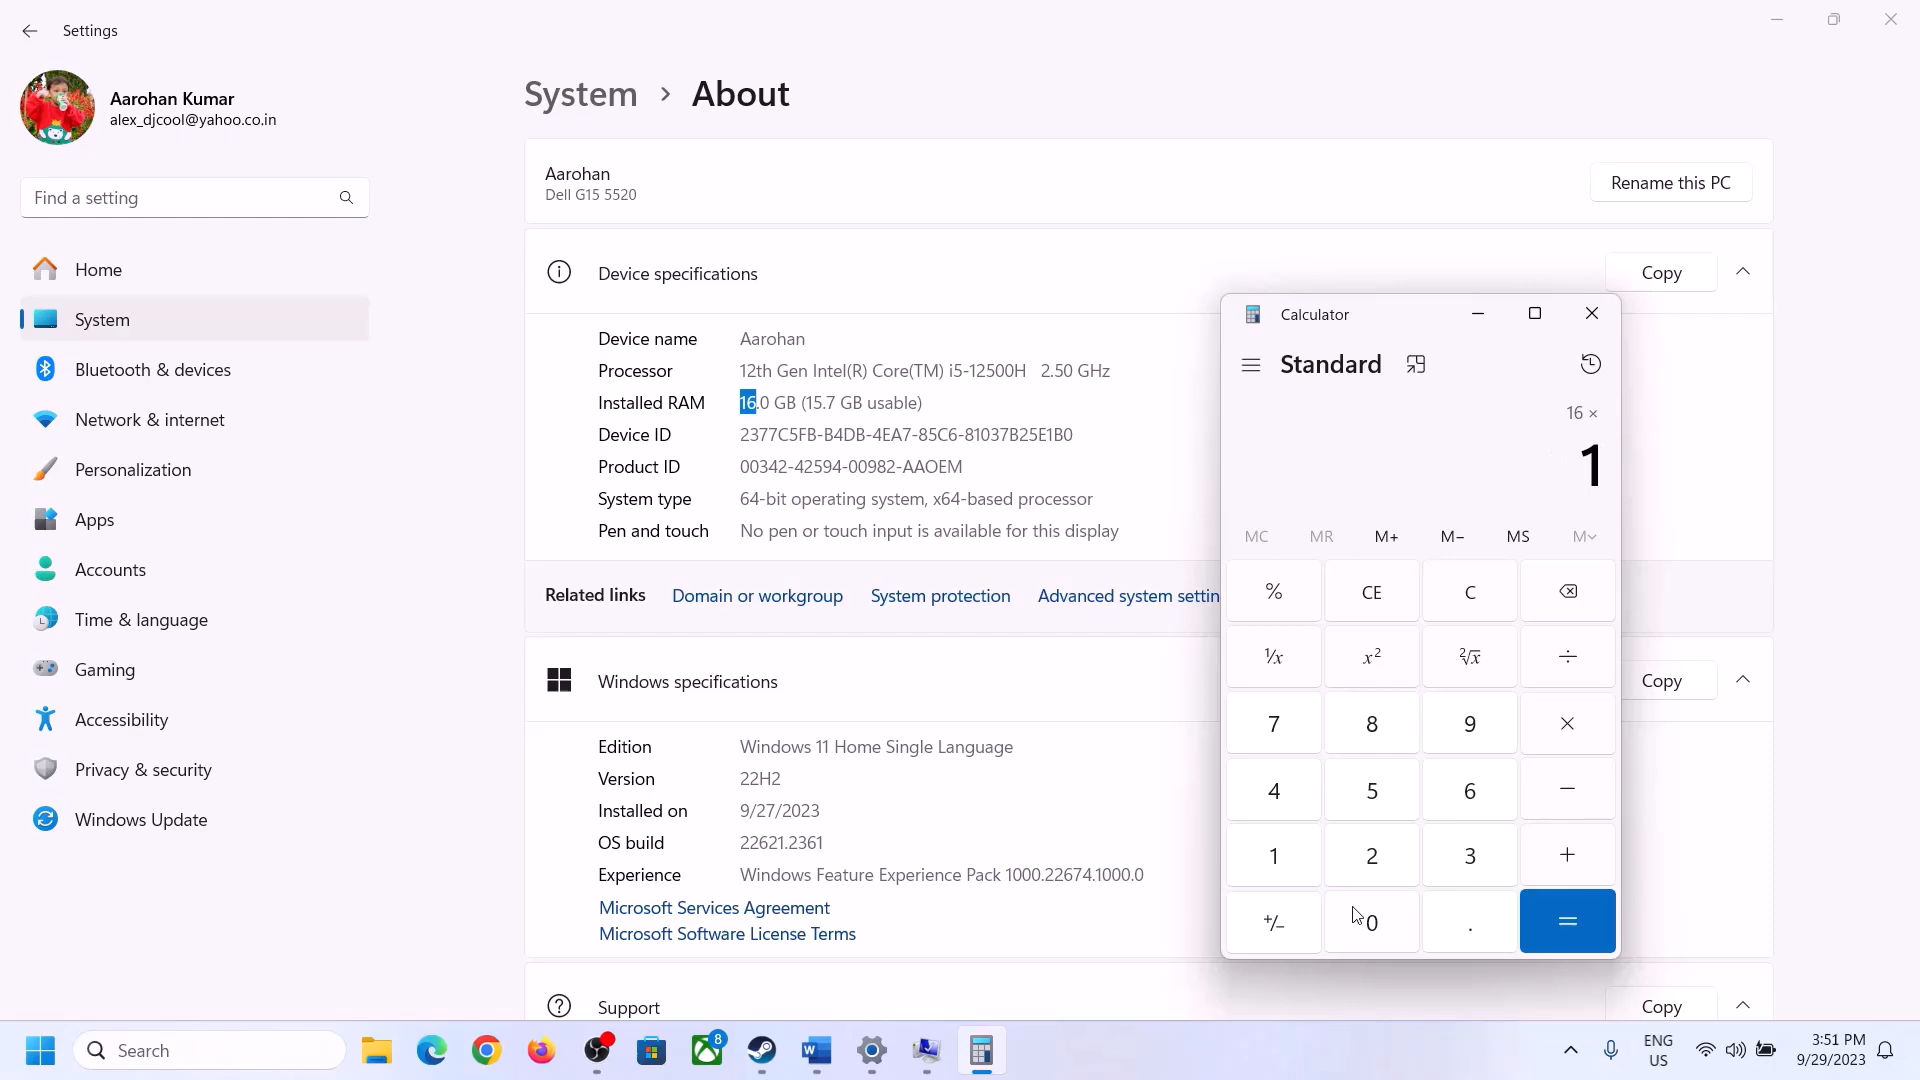 Settings
Aarohan Kumar
alex_djcool@yahoo.co.in
Find a setting
Home
System
Bluetooth & devices
Network & internet
Personalization
Apps
Accounts
Time & language
Gaming
Accessibility
Privacy & security
Windows Update
System > About
Aarohan
Dell G15 5520
Rename this PC
Device specifications
Copy
Device name Aarohan
Processor 12th Gen Intel(R) Core(TM) i5-12500H 2.50 GHz
Installed RAM 16.0 GB (15.7 GB usable)
Device ID 2377C5FB-B4DB-4EA7-85C6-81037B25E1B0
Product ID 00342-42594-00982-AAOEM
System type 64-bit operating system, x64-based processor
Pen and touch No pen or touch input is available for this display
Related links Domain or workgroup System protection Advanced system settin
Windows specifications
Copy
Edition Windows 11 Home Single Language
Version 22H2
Installed on 9/27/2023
OS build 22621.2361
Experience Windows Feature Experience Pack 1000.22674.1000.0
Microsoft Services Agreement
Microsoft Software License Terms
Support
Copy
Calculator
Standard
16 ×
1
MC MR M+ M− MS M
% CE C
⅟x x² ²√x ÷
7 8 9 ×
4 5 6 −
1 2 3 +
+/− 0 . =
Search
8
W
ENG
US
3:51 PM
9/29/2023